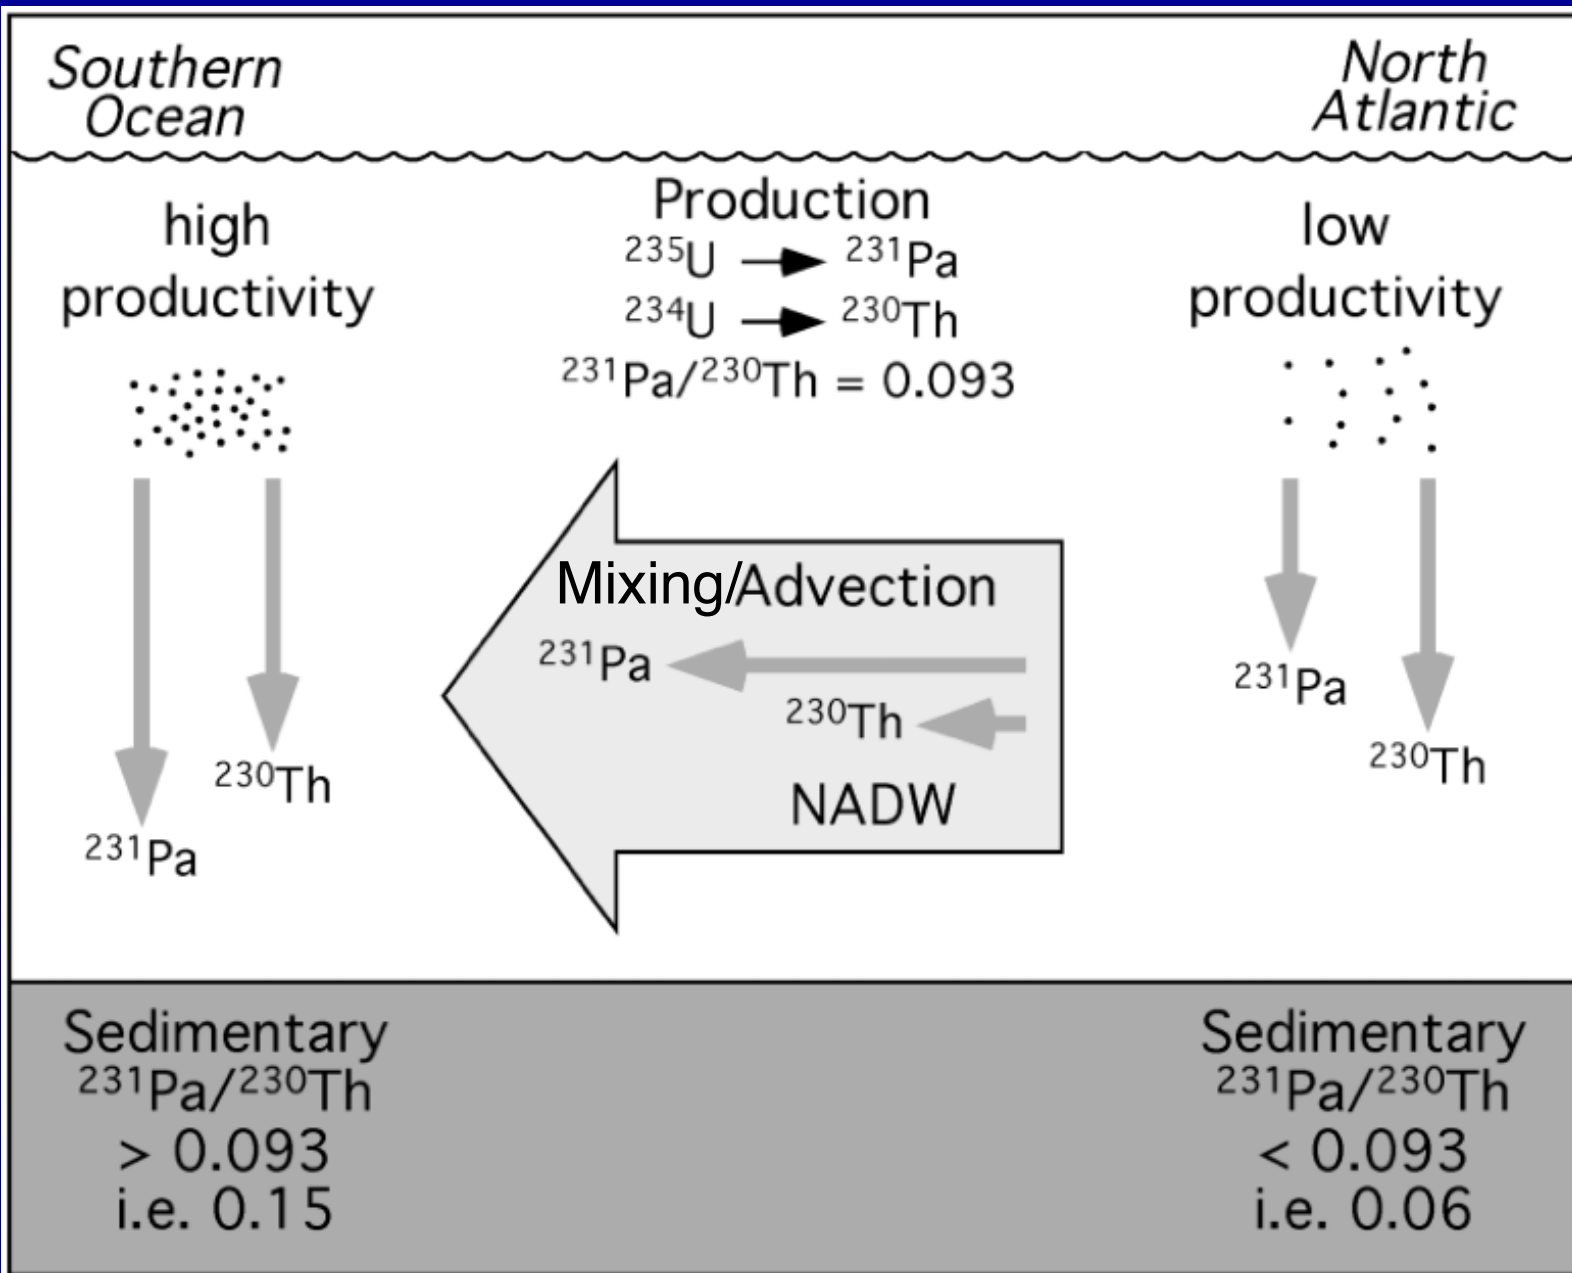 Southern
Ocean
North
Atlantic
high
productivity
Production
²³⁵U → ²³¹Pa
²³⁴U → ²³⁰Th
²³¹Pa/²³⁰Th = 0.093
low
productivity
Mixing/Advection
²³¹Pa
²³⁰Th
NADW
²³⁰Th
²³¹Pa
²³¹Pa
²³⁰Th
Sedimentary
²³¹Pa/²³⁰Th
> 0.093
i.e. 0.15
Sedimentary
²³¹Pa/²³⁰Th
< 0.093
i.e. 0.06